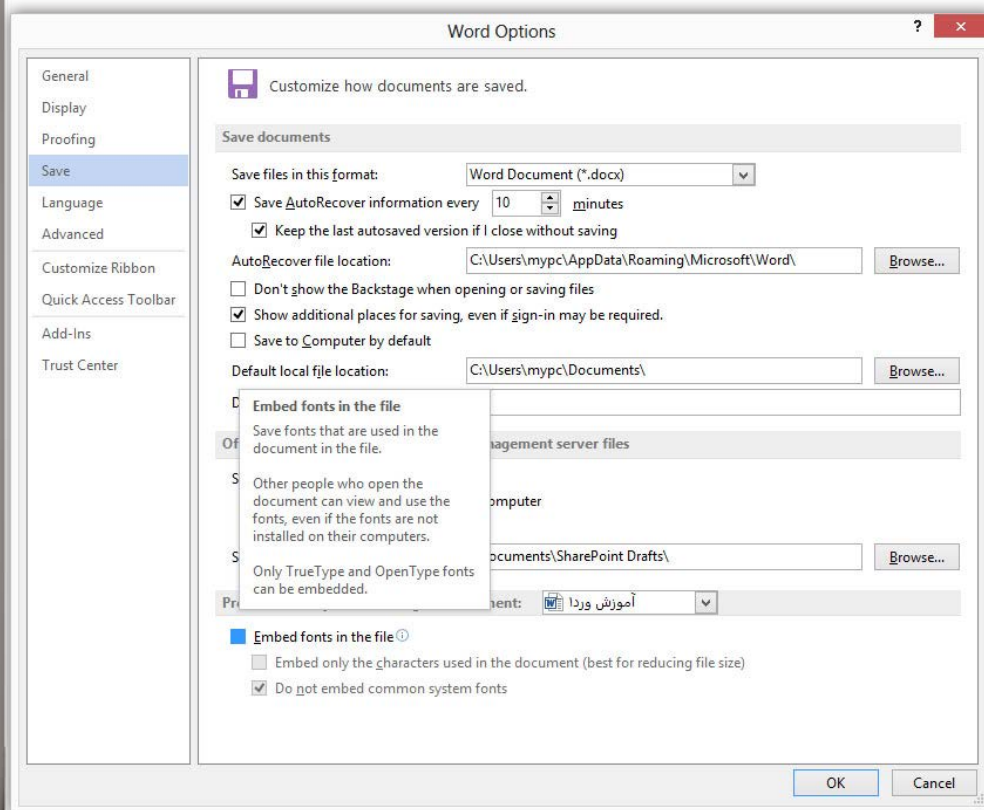 Word Options
?
General
Display
Proofing
Save
Language
Advanced
Customize Ribbon
Quick Access Toolbar
Add-Ins
Trust Center
Customize how documents are saved.
Save documents
Save files in this format: Word Document (*.docx)
Save AutoRecover information every 10 minutes
Keep the last autosaved version if I close without saving
AutoRecover file location: C:\Users\mypc\AppData\Roaming\Microsoft\Word\ Browse...
Don't show the Backstage when opening or saving files
Show additional places for saving, even if sign-in may be required.
Save to Computer by default
Default local file location: C:\Users\mypc\Documents\ Browse...
D
Embed fonts in the file
Save fonts that are used in the
document in the file.
Other people who open the
document can view and use the
fonts, even if the fonts are not
installed on their computers.
Only TrueType and OpenType fonts
can be embedded.
Of agement server files
S omputer
S ocuments\SharePoint Drafts\ Browse...
Pr ment: آموزش ورد۱
Embed fonts in the file
Embed only the characters used in the document (best for reducing file size)
Do not embed common system fonts
OK Cancel